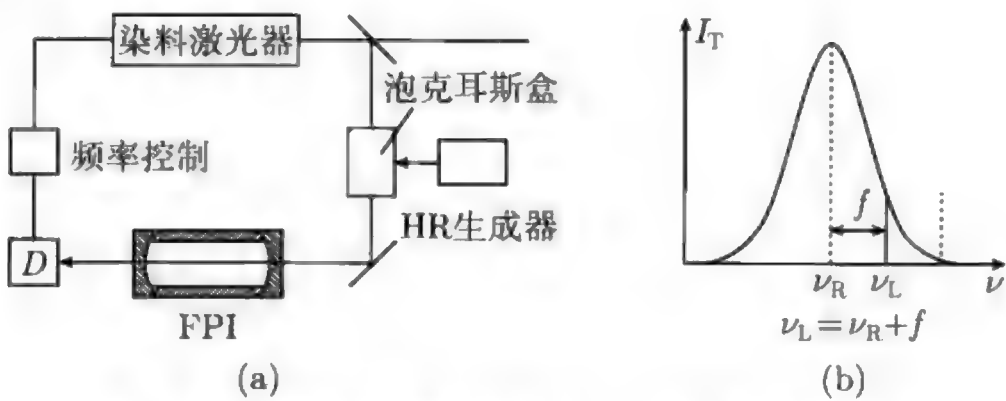 染料激光器
泡克耳斯盒
频率控制
HR生成器
D
FPI
(a)
I_T
f
ν_R
ν_L
ν
ν_L = ν_R + f
(b)